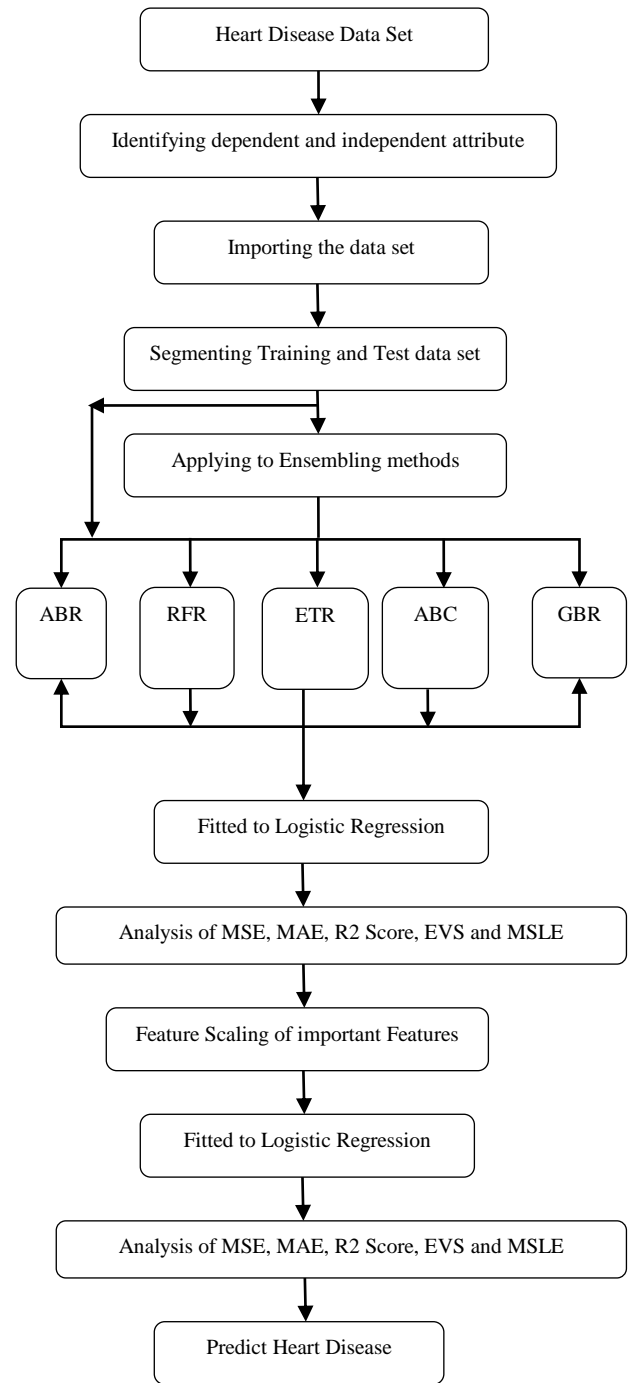 Heart Disease Data Set
Identifying dependent and independent attribute
Importing the data set
Segmenting Training and Test data set
Applying to Ensembling methods
ABR
RFR
ETR
ABC
GBR
Fitted to Logistic Regression
Analysis of MSE, MAE, R2 Score, EVS and MSLE
Feature Scaling of important Features
Fitted to Logistic Regression
Analysis of MSE, MAE, R2 Score, EVS and MSLE
Predict Heart Disease